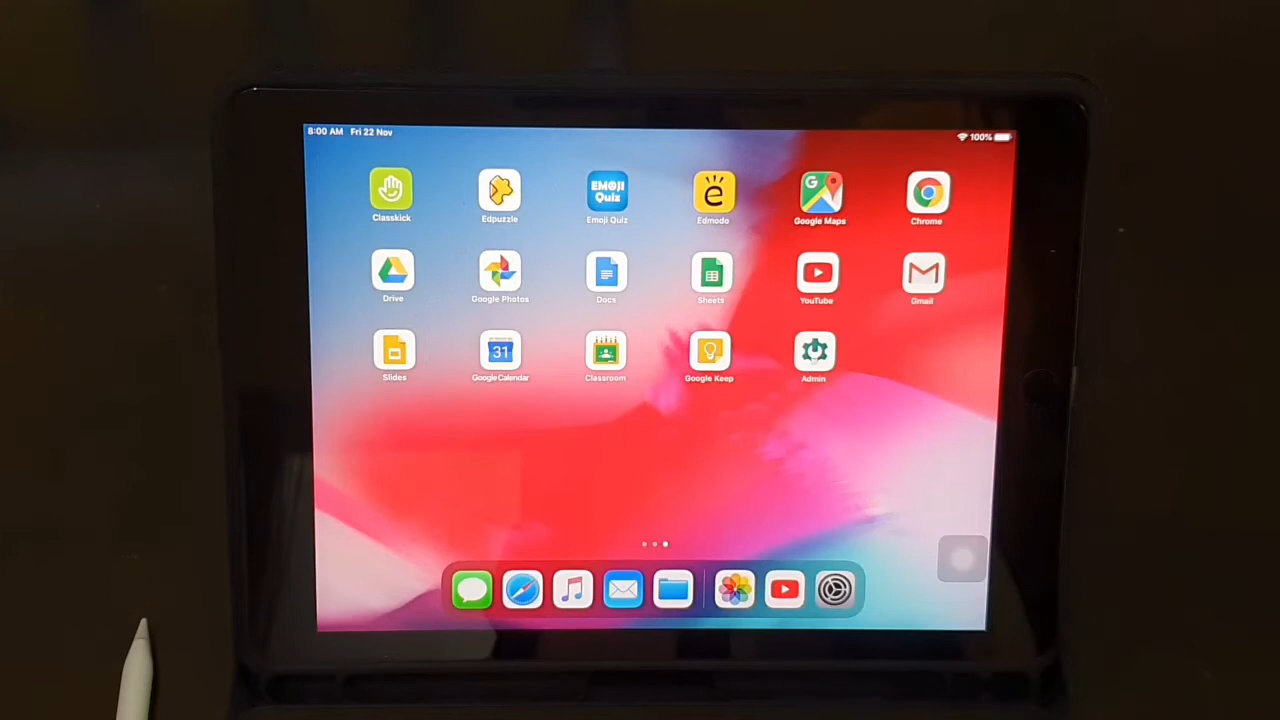 8:00 AM Fri 22 Nov
100%
EMOJI
Quiz
G
31
Classkick Edpuzzle Emoji Quiz Edmodo Google Maps Chrome
Drive Google Photos Docs Sheets YouTube Gmail
Slides Google Calendar Classroom Google Keep Admin